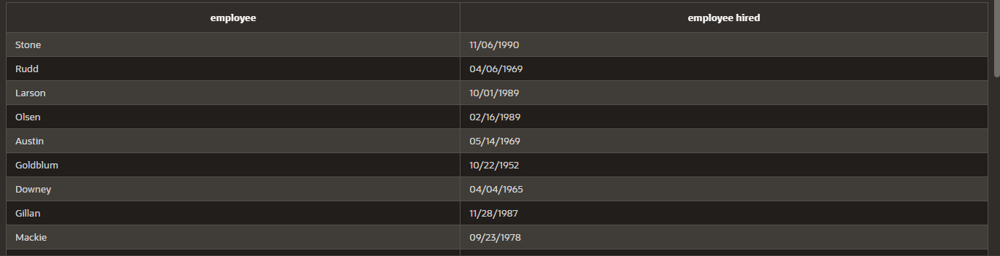 employee employee hired
Stone 11/06/1990
Rudd 04/06/1969
Larson 10/01/1989
Olsen 02/16/1989
Austin 05/14/1969
Goldblum 10/22/1952
Downey 04/04/1965
Gillan 11/28/1987
Mackie 09/23/1978